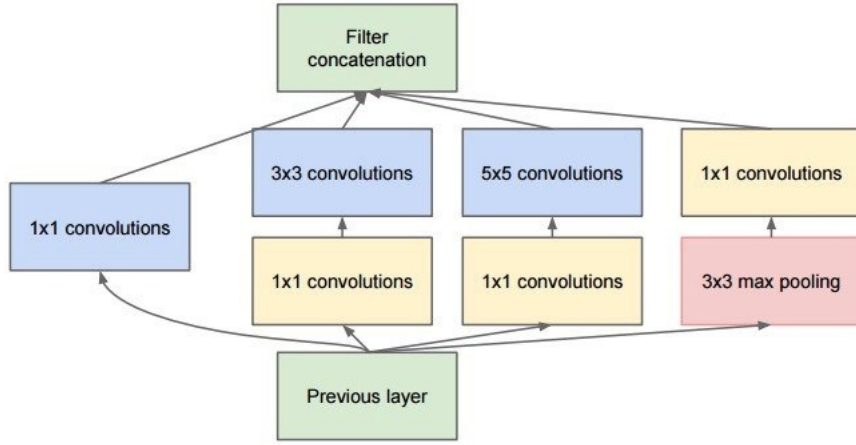 Filter
concatenation
3x3 convolutions
5x5 convolutions
1x1 convolutions
1x1 convolutions
1x1 convolutions
1x1 convolutions
3x3 max pooling
Previous layer